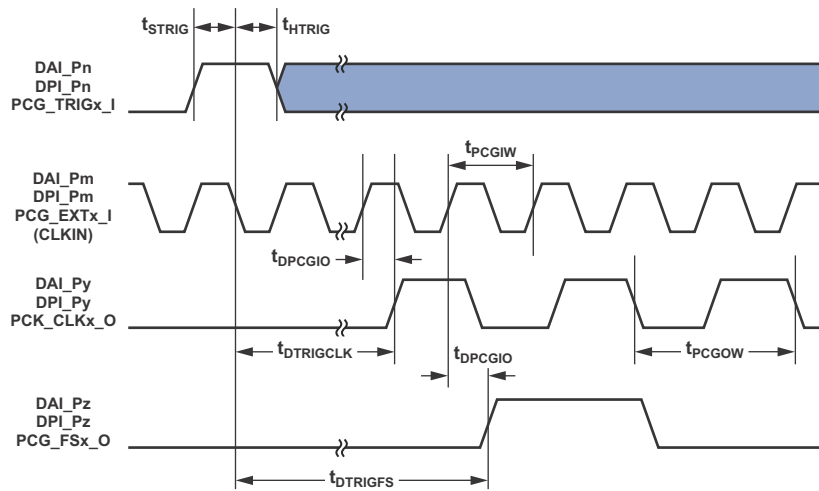 tSTRIG
tHTRIG
DAI_Pn
DPI_Pn
PCG_TRIGx_I
tPCGIW
DAI_Pm
DPI_Pm
PCG_EXTx_I
(CLKIN)
tDPCGIO
DAI_Py
DPI_Py
PCK_CLKx_O
tDTRIGCLK
tDPCGIO
tPCGOW
DAI_Pz
DPI_Pz
PCG_FSx_O
tDTRIGFS